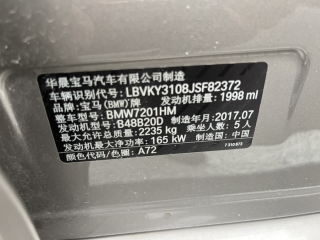 华晨宝马汽车有限公司制造
车辆识别代号: LBVKY3108JSF82372
品牌: 宝马(BMW)牌 发动机排量: 1998 ml
整车型号: BMW7201HM
发动机型号: B48B20D 制造年月: 2017.07
最大允许总质量: 2235 kg 乘坐人数: 5 人
发动机最大净功率: 165 kW 制造国: 中国
颜色代码/色圈: A72